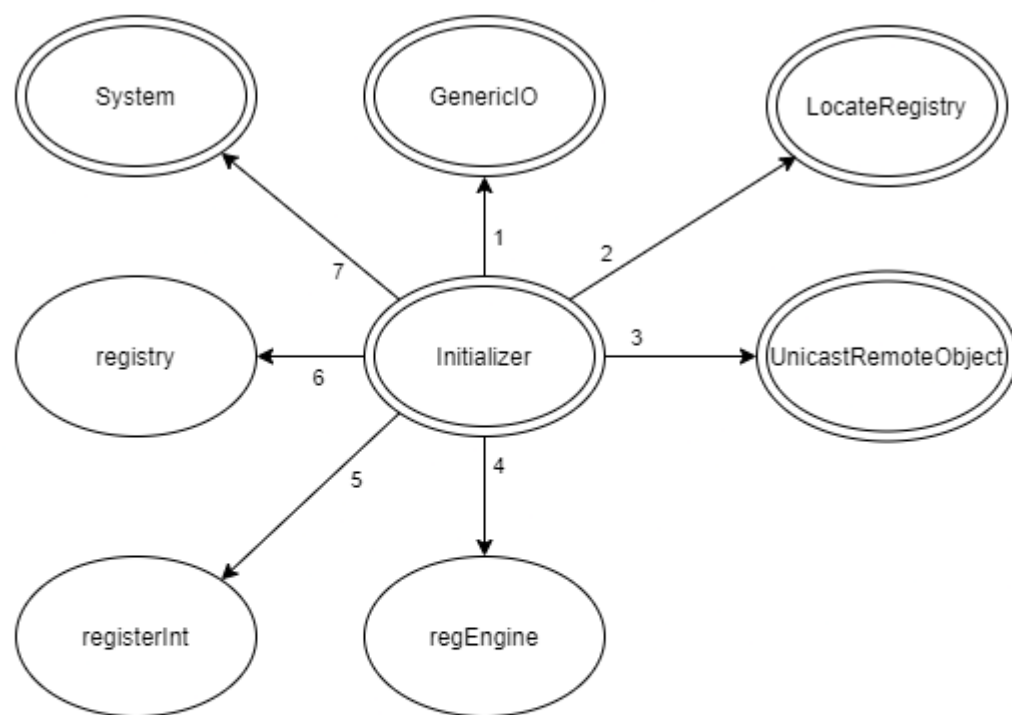 System
GenericIO
LocateRegistry
1
2
7
registry
Initializer
3
UnicastRemoteObject
6
5
4
registerInt
regEngine